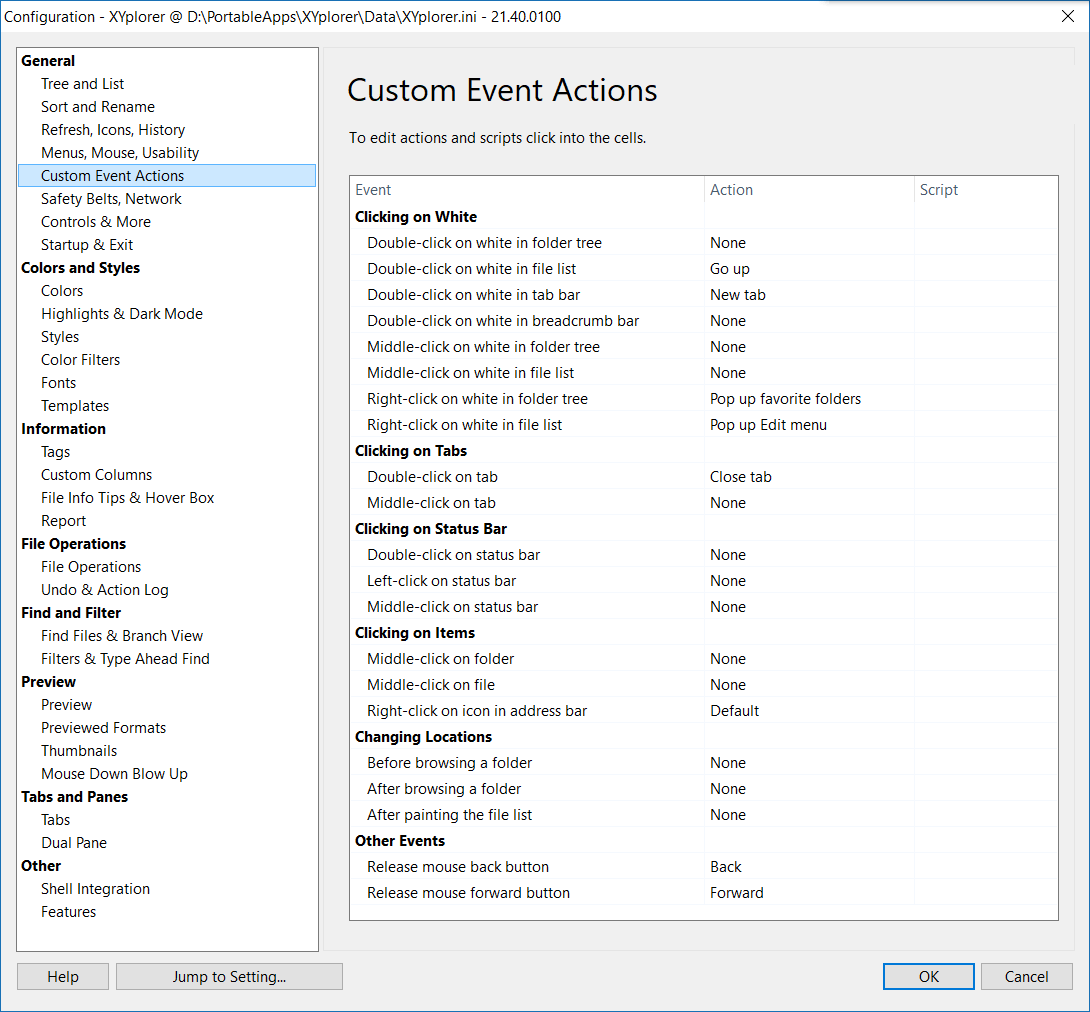 Configuration - XYplorer @ D:\PortableApps\XYplorer\Data\XYplorer.ini - 21.40.0100
General
Tree and List
Sort and Rename
Refresh, Icons, History
Menus, Mouse, Usability
Custom Event Actions
Safety Belts, Network
Controls & More
Startup & Exit
Colors and Styles
Colors
Highlights & Dark Mode
Styles
Color Filters
Fonts
Templates
Information
Tags
Custom Columns
File Info Tips & Hover Box
Report
File Operations
File Operations
Undo & Action Log
Find and Filter
Find Files & Branch View
Filters & Type Ahead Find
Preview
Preview
Previewed Formats
Thumbnails
Mouse Down Blow Up
Tabs and Panes
Tabs
Dual Pane
Other
Shell Integration
Features
Custom Event Actions
To edit actions and scripts click into the cells.
Event Action Script
Clicking on White
Double-click on white in folder tree None
Double-click on white in file list Go up
Double-click on white in tab bar New tab
Double-click on white in breadcrumb bar None
Middle-click on white in folder tree None
Middle-click on white in file list None
Right-click on white in folder tree Pop up favorite folders
Right-click on white in file list Pop up Edit menu
Clicking on Tabs
Double-click on tab Close tab
Middle-click on tab None
Clicking on Status Bar
Double-click on status bar None
Left-click on status bar None
Middle-click on status bar None
Clicking on Items
Middle-click on folder None
Middle-click on file None
Right-click on icon in address bar Default
Changing Locations
Before browsing a folder None
After browsing a folder None
After painting the file list None
Other Events
Release mouse back button Back
Release mouse forward button Forward
Help Jump to Setting... OK Cancel